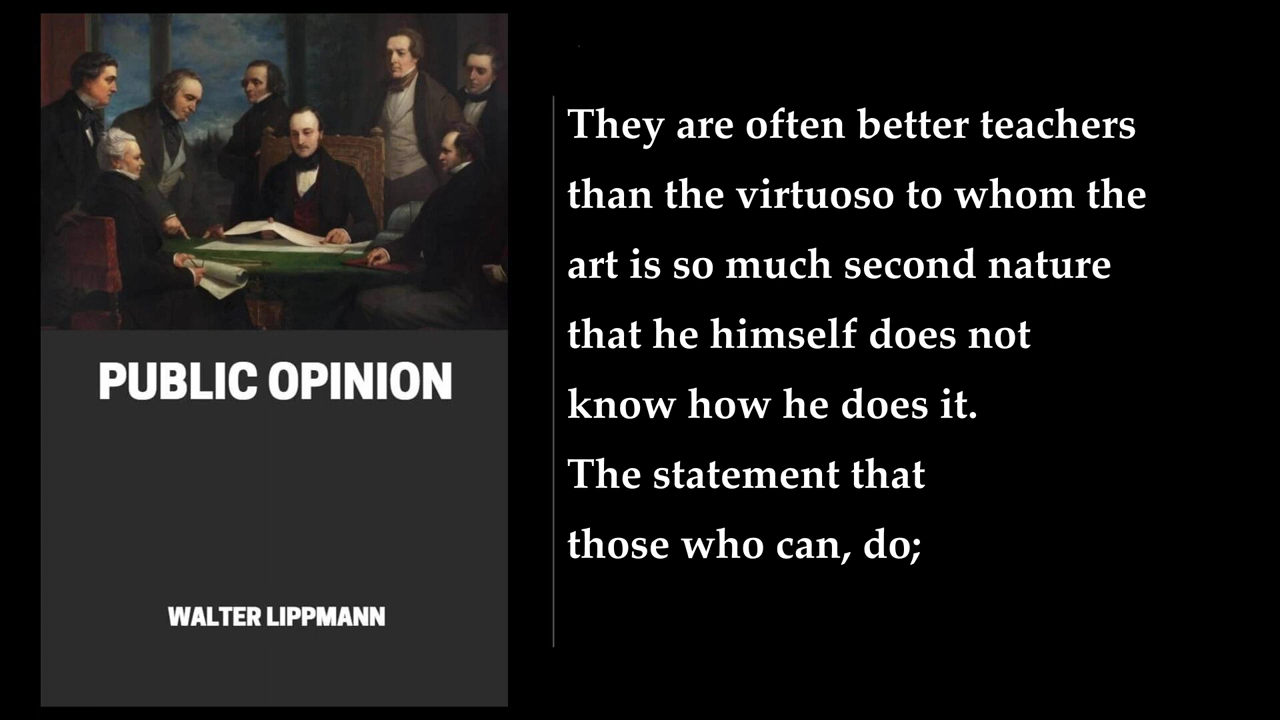 PUBLIC OPINION
WALTER LIPPMANN
They are often better teachers
than the virtuoso to whom the
art is so much second nature
that he himself does not
know how he does it.
The statement that
those who can, do;